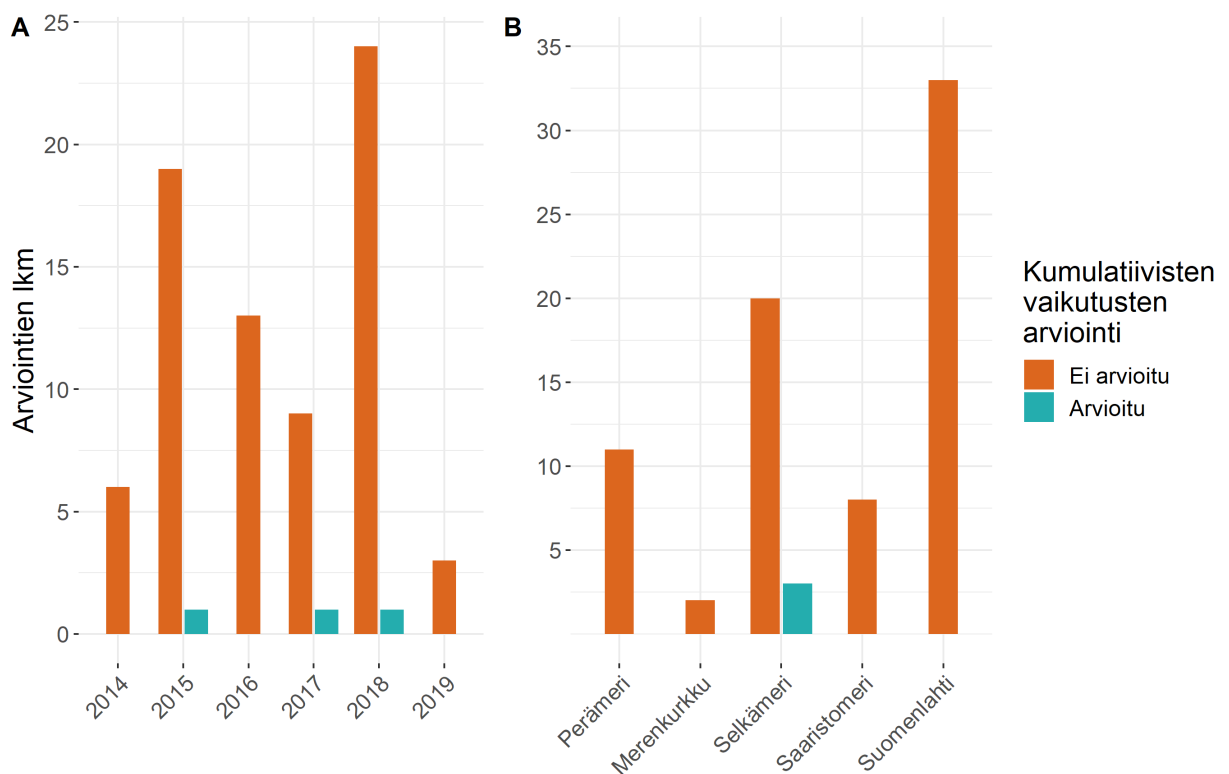 A
Arviointien lkm
25
20
15
10
5
0
2014
2015
2016
2017
2018
2019
B
35
30
25
20
15
10
5
Perämeri
Merenkurkku
Selkämeri
Saaristomeri
Suomenlahti
Kumulatiivisten
vaikutusten
arviointi
Ei arvioitu
Arvioitu